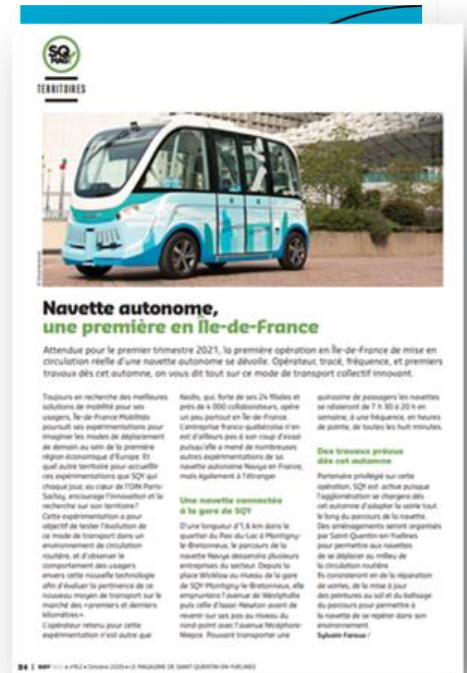 SQY
MAG
TERRITOIRES
Navette autonome,
une première en Île-de-France
Attendue pour le premier trimestre 2021, la première opération en Île-de-France de mise en
circulation réelle d'une navette autonome se dévoile. Opérateur, tracé, fréquence, et premiers
travaux dès cet automne, on vous dit tout sur ce mode de transport collectif innovant.
Toujours en recherche des meilleures
solutions de mobilité pour ses
usagers, Île-de-France Mobilités
poursuit ses expérimentations pour
imaginer les modes de déplacement
de demain au sein de la première
région économique d'Europe. Et
quel autre territoire pour accueillir
ces expérimentations que SQY qui
chaque jour, au cœur de l'OIN Paris-
Saclay, encourage l'innovation et la
recherche sur son territoire !
Cette expérimentation a pour
objectif de tester l'évolution de
ce mode de transport dans un
environnement de circulation
routière, et d'observer le
comportement des usagers
envers cette nouvelle technologie
afin d'évaluer la pertinence de ce
nouveau moyen de transport sur le
marché des « premiers et derniers
kilomètres ».
L'opérateur retenu pour cette
expérimentation n'est autre que
Keolis, qui, forte de ses 24 filiales et
près de 4 000 collaborateurs, opère
un peu partout en Île-de-France.
L'entreprise franco-québécoise n'en
est d'ailleurs pas à son coup d'essai
puisqu'elle a mené de nombreuses
autres expérimentations de sa
navette autonome Navya en France,
mais également à l'étranger.
Une navette connectée
à la gare de SQY
D'une longueur d'1,6 km dans le
quartier du Pas-du-Lac à Montigny-
le-Bretonneux, le parcours de la
navette Navya desservira plusieurs
entreprises du secteur. Depuis la
place Wicklow au niveau de la gare
de SQY-Montigny-le-Bretonneux, elle
empruntera l'avenue de Westphalie
puis celle d'Isaac-Newton avant de
revenir sur ses pas au niveau du
rond-point avec l'avenue Nicéphore-
Niepce. Pouvant transporter une
quinzaine de passagers les navettes
se relaieront de 7 h 30 à 20 h en
semaine, à une fréquence, en heures
de pointe, de toutes les huit minutes.
Des travaux prévus
dès cet automne
Partenaire privilégié sur cette
opération, SQY est active puisque
l'agglomération se chargera dès
cet automne d'adapter la voirie tout
le long du parcours de la navette.
Des aménagements seront organisés
par Saint-Quentin-en-Yvelines
pour permettre aux navettes
de se déplacer au milieu de
la circulation routière.
Ils consisteront en de la réparation
de voiries, de la mise à jour
des peintures au sol et du balisage
du parcours pour permettre à
la navette de se repérer dans son
environnement.
Sylvain Faroux /
24 | SQY MAG • n°62 • Octobre 2020 • LE MAGAZINE DE SAINT-QUENTIN-EN-YVELINES